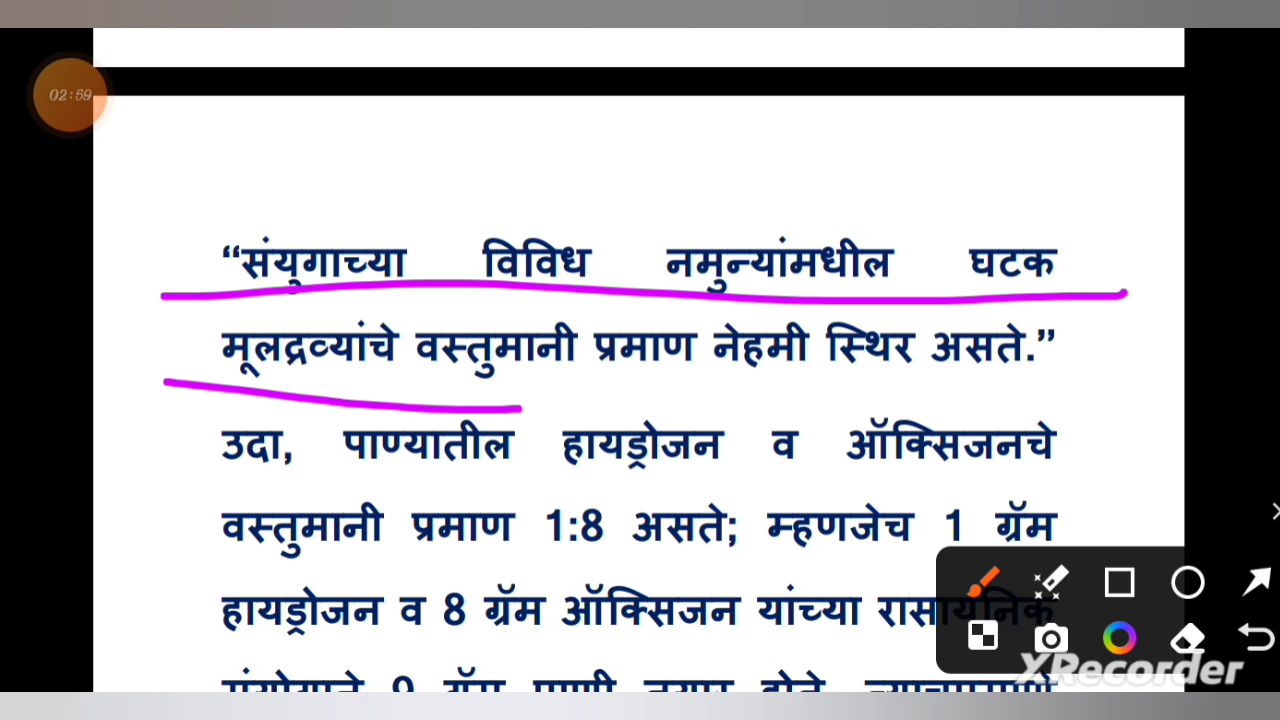 02:59
“संयुगाच्या विविध नमुन्यांमधील घटक
मूलद्रव्यांचे वस्तुमानी प्रमाण नेहमी स्थिर असते.”
उदा, पाण्यातील हायड्रोजन व ऑक्सिजनचे
वस्तुमानी प्रमाण 1:8 असते; म्हणजेच 1 ग्रॅम
हायड्रोजन व 8 ग्रॅम ऑक्सिजन यांच्या रासायनिक
XRecorder